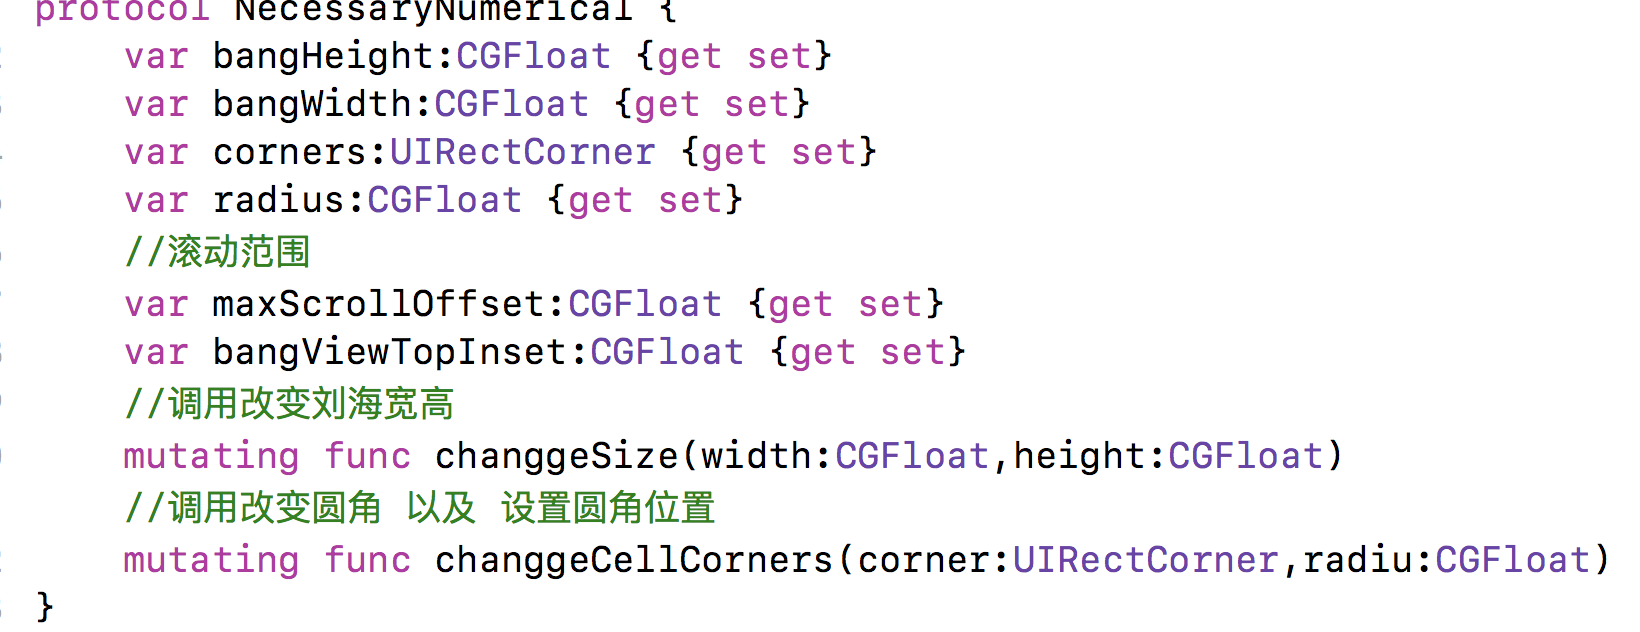 protocol NecessaryNumerical {
var bangHeight:CGFloat {get set}
var bangWidth:CGFloat {get set}
var corners:UIRectCorner {get set}
var radius:CGFloat {get set}
//滚动范围
var maxScrollOffset:CGFloat {get set}
var bangViewTopInset:CGFloat {get set}
//调用改变刘海宽高
mutating func changgeSize(width:CGFloat,height:CGFloat)
//调用改变圆角 以及 设置圆角位置
mutating func changgeCellCorners(corner:UIRectCorner,radiu:CGFloat)
}